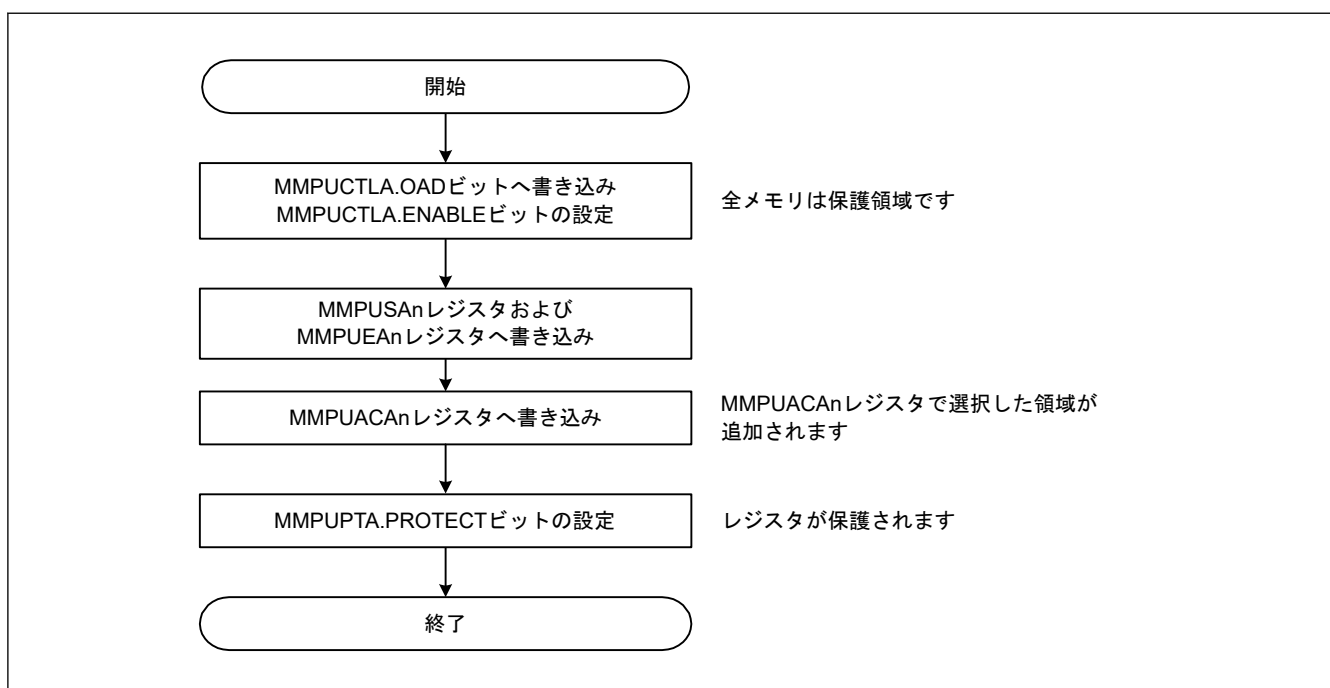 開始
MMPUCTLA.OADビットへ書き込み
MMPUCTLA.ENABLEビットの設定
全メモリは保護領域です
MMPUSAnレジスタおよび
MMPUEAnレジスタへ書き込み
MMPUACAnレジスタへ書き込み
MMPUACAnレジスタで選択した領域が
追加されます
MMPUPTA.PROTECTビットの設定
レジスタが保護されます
終了